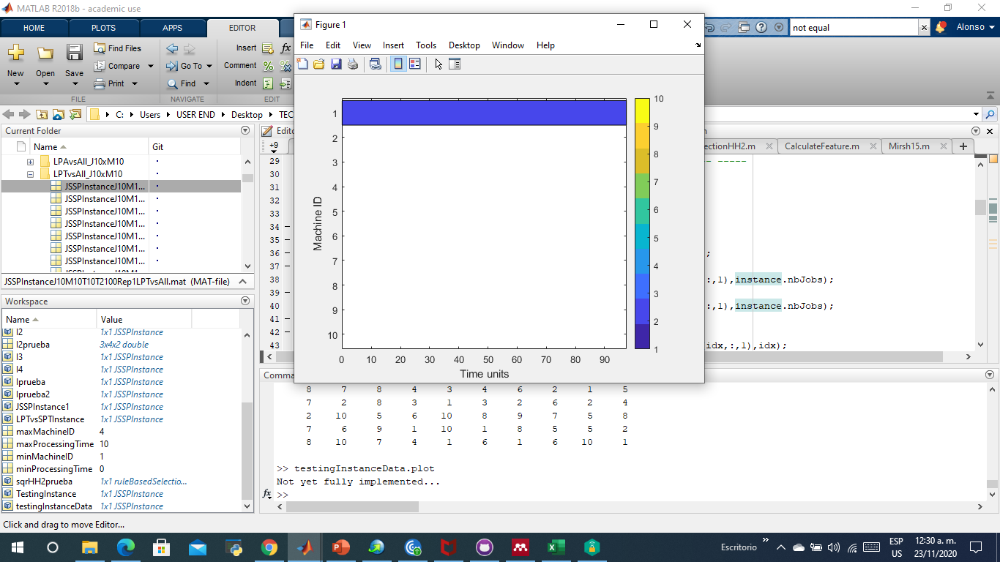 MATLAB R2018b - academic use
HOME PLOTS APPS EDITOR
not equal
Alonso
New Open Save
Find Files
Compare
Print
FILE
Go To
Find
NAVIGATE
Insert
Comment
Indent
EDIT
C: Users USER END Desktop TEC
Current Folder
Name Git
LPAvsAll_J10xM10
LPTvsAll_J10xM10
JSSPInstanceJ10M1...
JSSPInstanceJ10M1...
JSSPInstanceJ10M1...
JSSPInstanceJ10M1...
JSSPInstanceJ10M1...
JSSPInstanceJ10M1...
JSSPInstanceJ10M1...
JSSPInstanceJ10M10T10T2100Rep1LPTvsAll.mat (MAT-file)
Workspace
Name Value
I2 1x1 JSSPInstance
I2prueba 3x4x2 double
I3 1x1 JSSPInstance
I4 1x1 JSSPInstance
Iprueba 1x1 JSSPInstance
Iprueba2 1x1 JSSPInstance
JSSPInstance1 1x1 JSSPInstance
LPTvsSPTInstance 1x1 JSSPInstance
maxMachineID 4
maxProcessingTime 10
minMachineID 1
minProcessingTime 0
sqrHH2prueba 1x1 ruleBasedSelectio...
TestingInstance 1x1 JSSPInstance
testingInstanceData 1x1 JSSPInstance
Click and drag to move Editor...
Figure 1
File Edit View Insert Tools Desktop Window Help
Machine ID
1
2
3
4
5
6
7
8
9
10
0 10 20 30 40 50 60 70 80 90
Time units
10
9
8
7
6
5
4
3
2
1
Edito
+9
ectionHH2.m CalculateFeature.m Mirsh15.m
29 -- -----
30
31
32
33
34 –
35
36 – ;
37 –
38 :,1),instance.nbJobs);
39 –
40 :,1),instance.nbJobs);
41 –
42
43 idx,:,1),idx);
Comma
8 7 8 4 3 4 6 2 1 5
7 2 8 3 1 3 2 6 2 4
2 10 5 6 10 8 9 7 5 8
7 6 9 1 10 1 8 5 5 2
8 10 7 4 1 6 1 6 10 1
>> testingInstanceData.plot
Not yet fully implemented...
fx >>
Escritorio
ESP
US
12:30 a. m.
23/11/2020